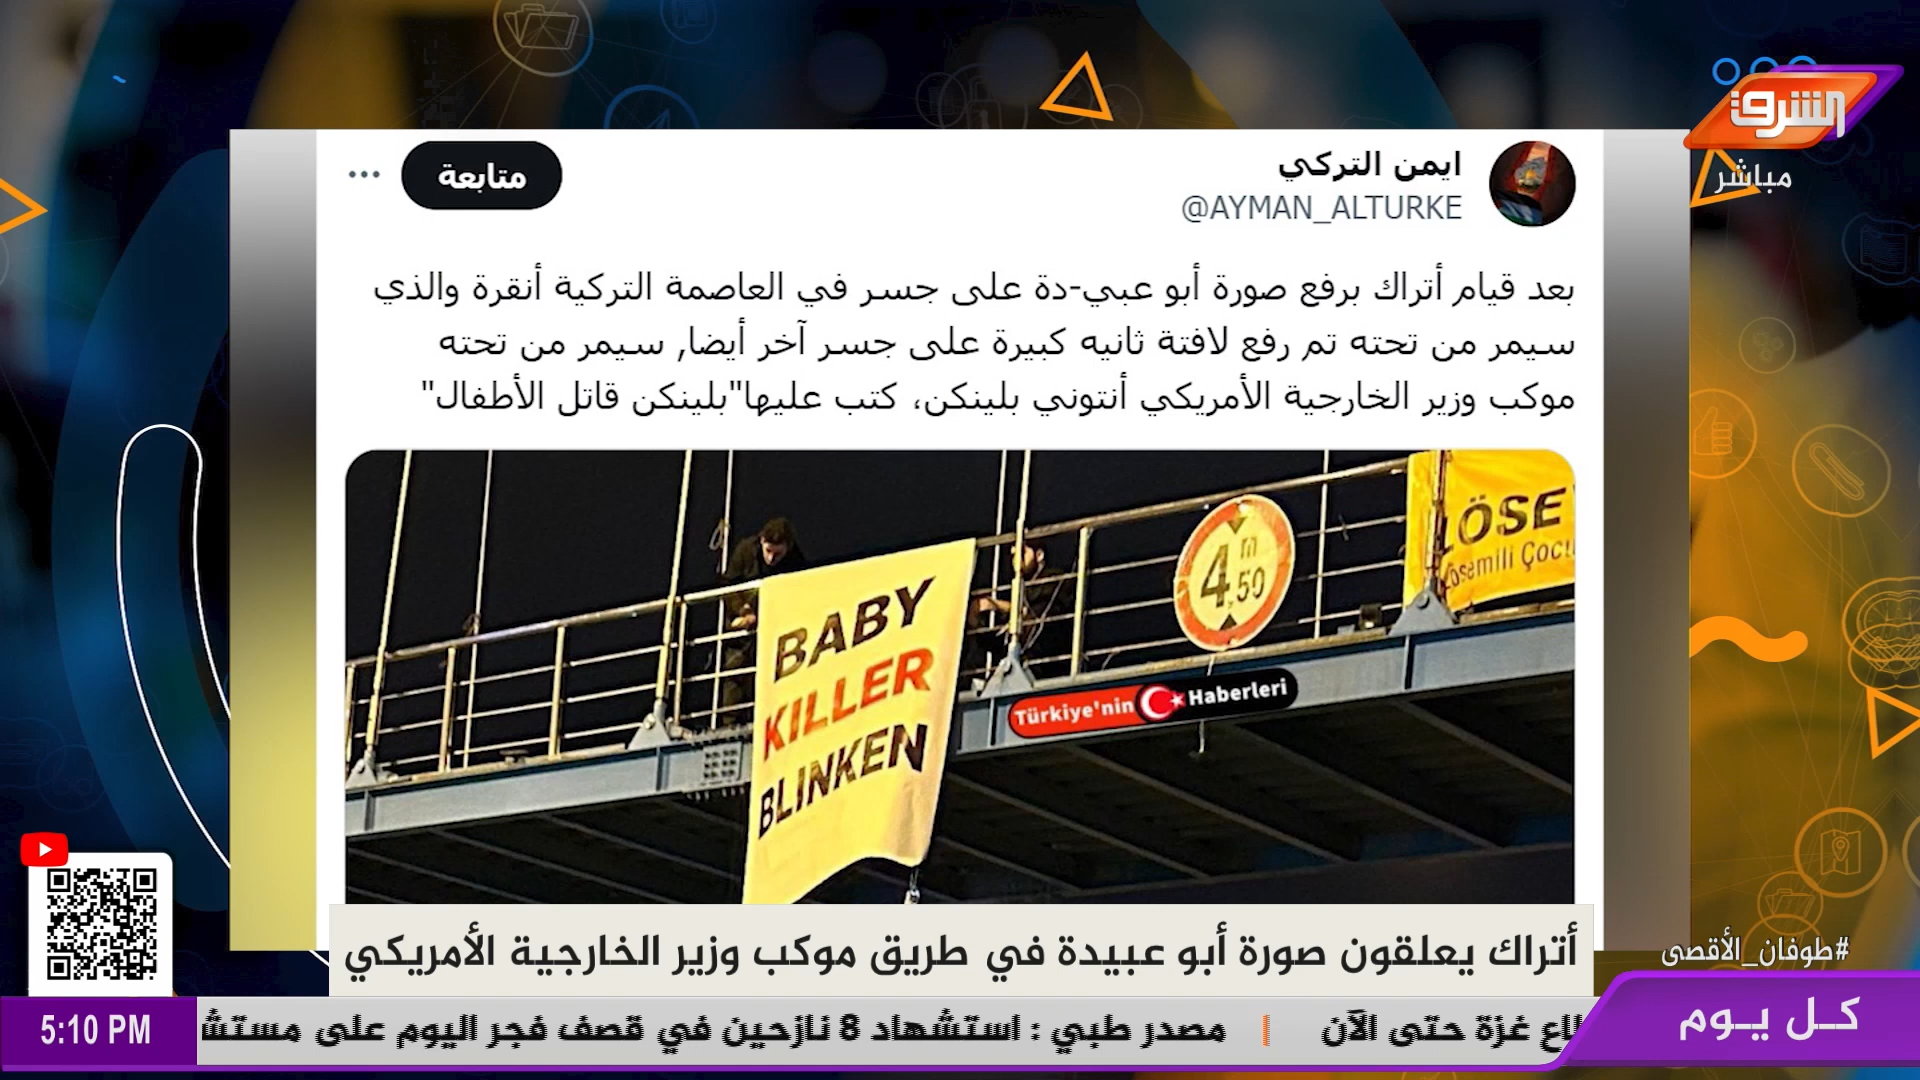 الشرق
مباشر
ايمن التركي
@AYMAN_ALTURKE
متابعة
بعد قيام أتراك برفع صورة أبو عبي-دة على جسر في العاصمة التركية أنقرة والذي
سيمر من تحته تم رفع لافتة ثانيه كبيرة على جسر آخر أيضا, سيمر من تحته
موكب وزير الخارجية الأمريكي أنتوني بلينكن، كتب عليها"بلينكن قاتل الأطفال"
BABY
KILLER
BLINKEN
4 m
,50
LÖSE
Türkiye'nin Haberleri
أتراك يعلقون صورة أبو عبيدة في طريق موكب وزير الخارجية الأمريكي
#طوفان_الأقصى
كل يوم
غزة حتى الآن | مصدر طبي : استشهاد 8 نازحين في قصف فجر اليوم على
5:10 PM